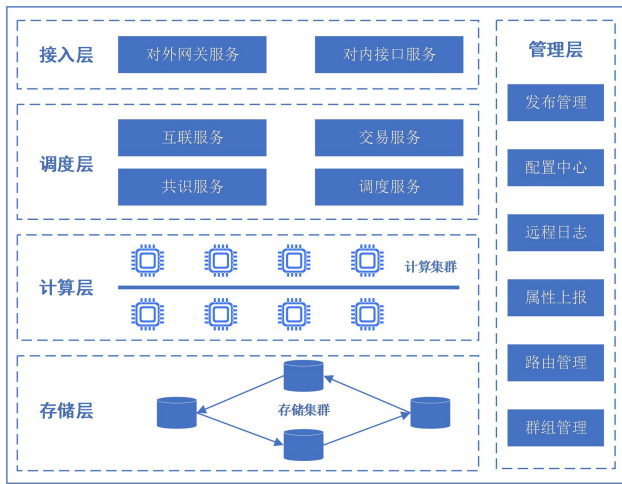 接入层
对外网关服务
对内接口服务
调度层
互联服务
交易服务
共识服务
调度服务
计算层
计算集群
存储层
存储集群
管理层
发布管理
配置中心
远程日志
属性上报
路由管理
群组管理